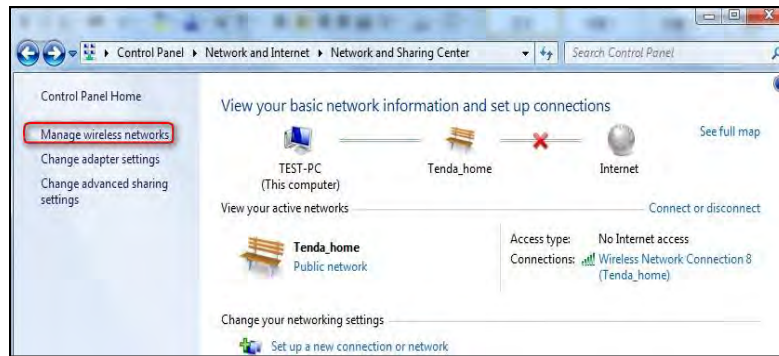 Control Panel ▸ Network and Internet ▸ Network and Sharing Center
Search Control Panel
Control Panel Home
Manage wireless networks
Change adapter settings
Change advanced sharing
settings
View your basic network information and set up connections
See full map
TEST-PC
(This computer)
Tenda_home
Internet
View your active networks
Connect or disconnect
Tenda_home
Public network
Access type: No Internet access
Connections: Wireless Network Connection 8
(Tenda_home)
Change your networking settings
Set up a new connection or network